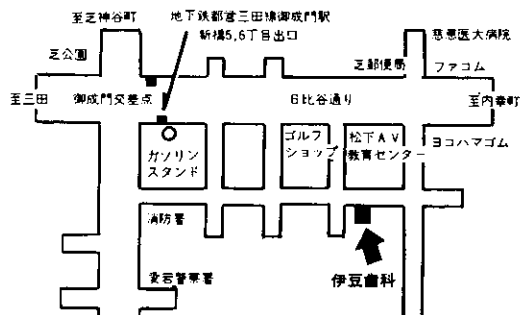 至芝神谷町
地下鉄都営三田線御成門駅
新橋5,6丁目出口
慈恵医大病院
芝公園
芝郵便局
ファコム
至三田
御成門交差点
日比谷通り
至内幸町
ガソリン
スタンド
ゴルフ
ショップ
松下AV
教育センター
ヨコハマゴム
消防署
愛宕警察署
伊豆歯科